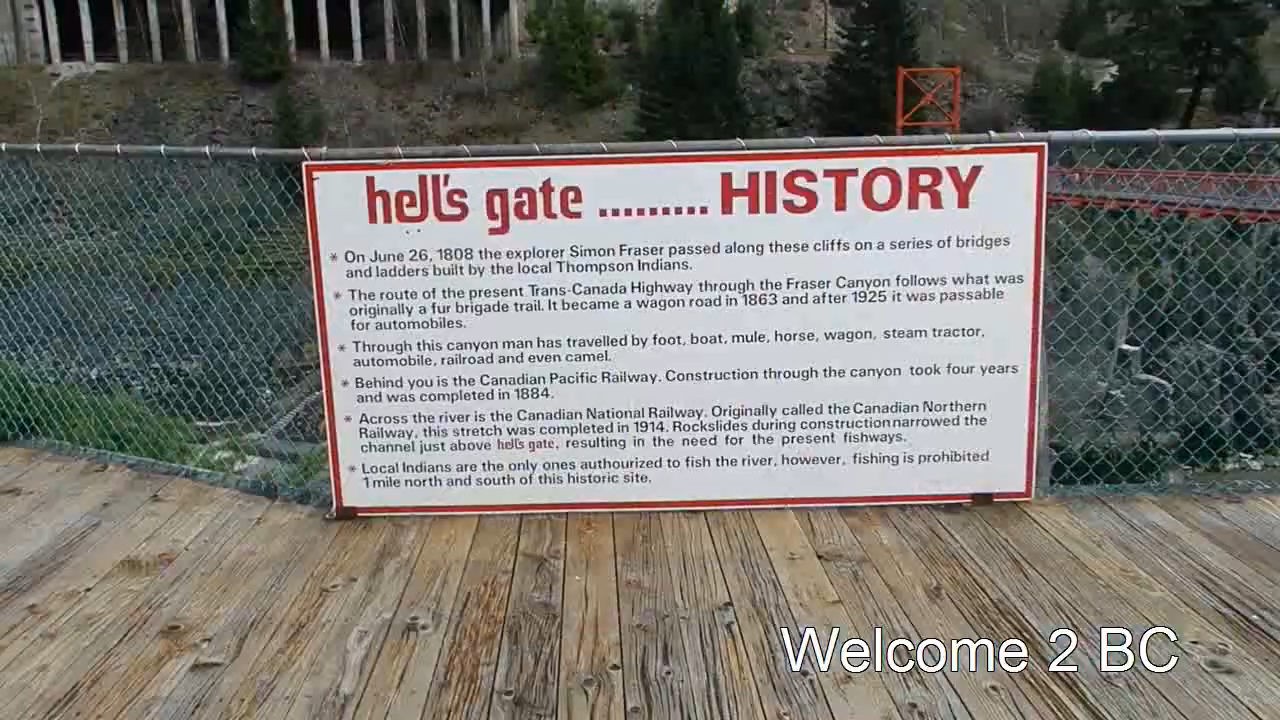 hell's gate ......... HISTORY
* On June 26, 1808 the explorer Simon Fraser passed along these cliffs on a series of bridges
and ladders built by the local Thompson Indians.
* The route of the present Trans-Canada Highway through the Fraser Canyon follows what was
originally a fur brigade trail. It became a wagon road in 1863 and after 1925 it was passable
for automobiles.
* Through this canyon man has travelled by foot, boat, mule, horse, wagon, steam tractor,
automobile, railroad and even camel.
* Behind you is the Canadian Pacific Railway. Construction through the canyon took four years
and was completed in 1884.
* Across the river is the Canadian National Railway. Originally called the Canadian Northern
Railway, this stretch was completed in 1914. Rockslides during construction narrowed the
channel just above hell's gate, resulting in the need for the present fishways.
* Local Indians are the only ones authourized to fish the river, however, fishing is prohibited
1 mile north and south of this historic site.
Welcome 2 BC